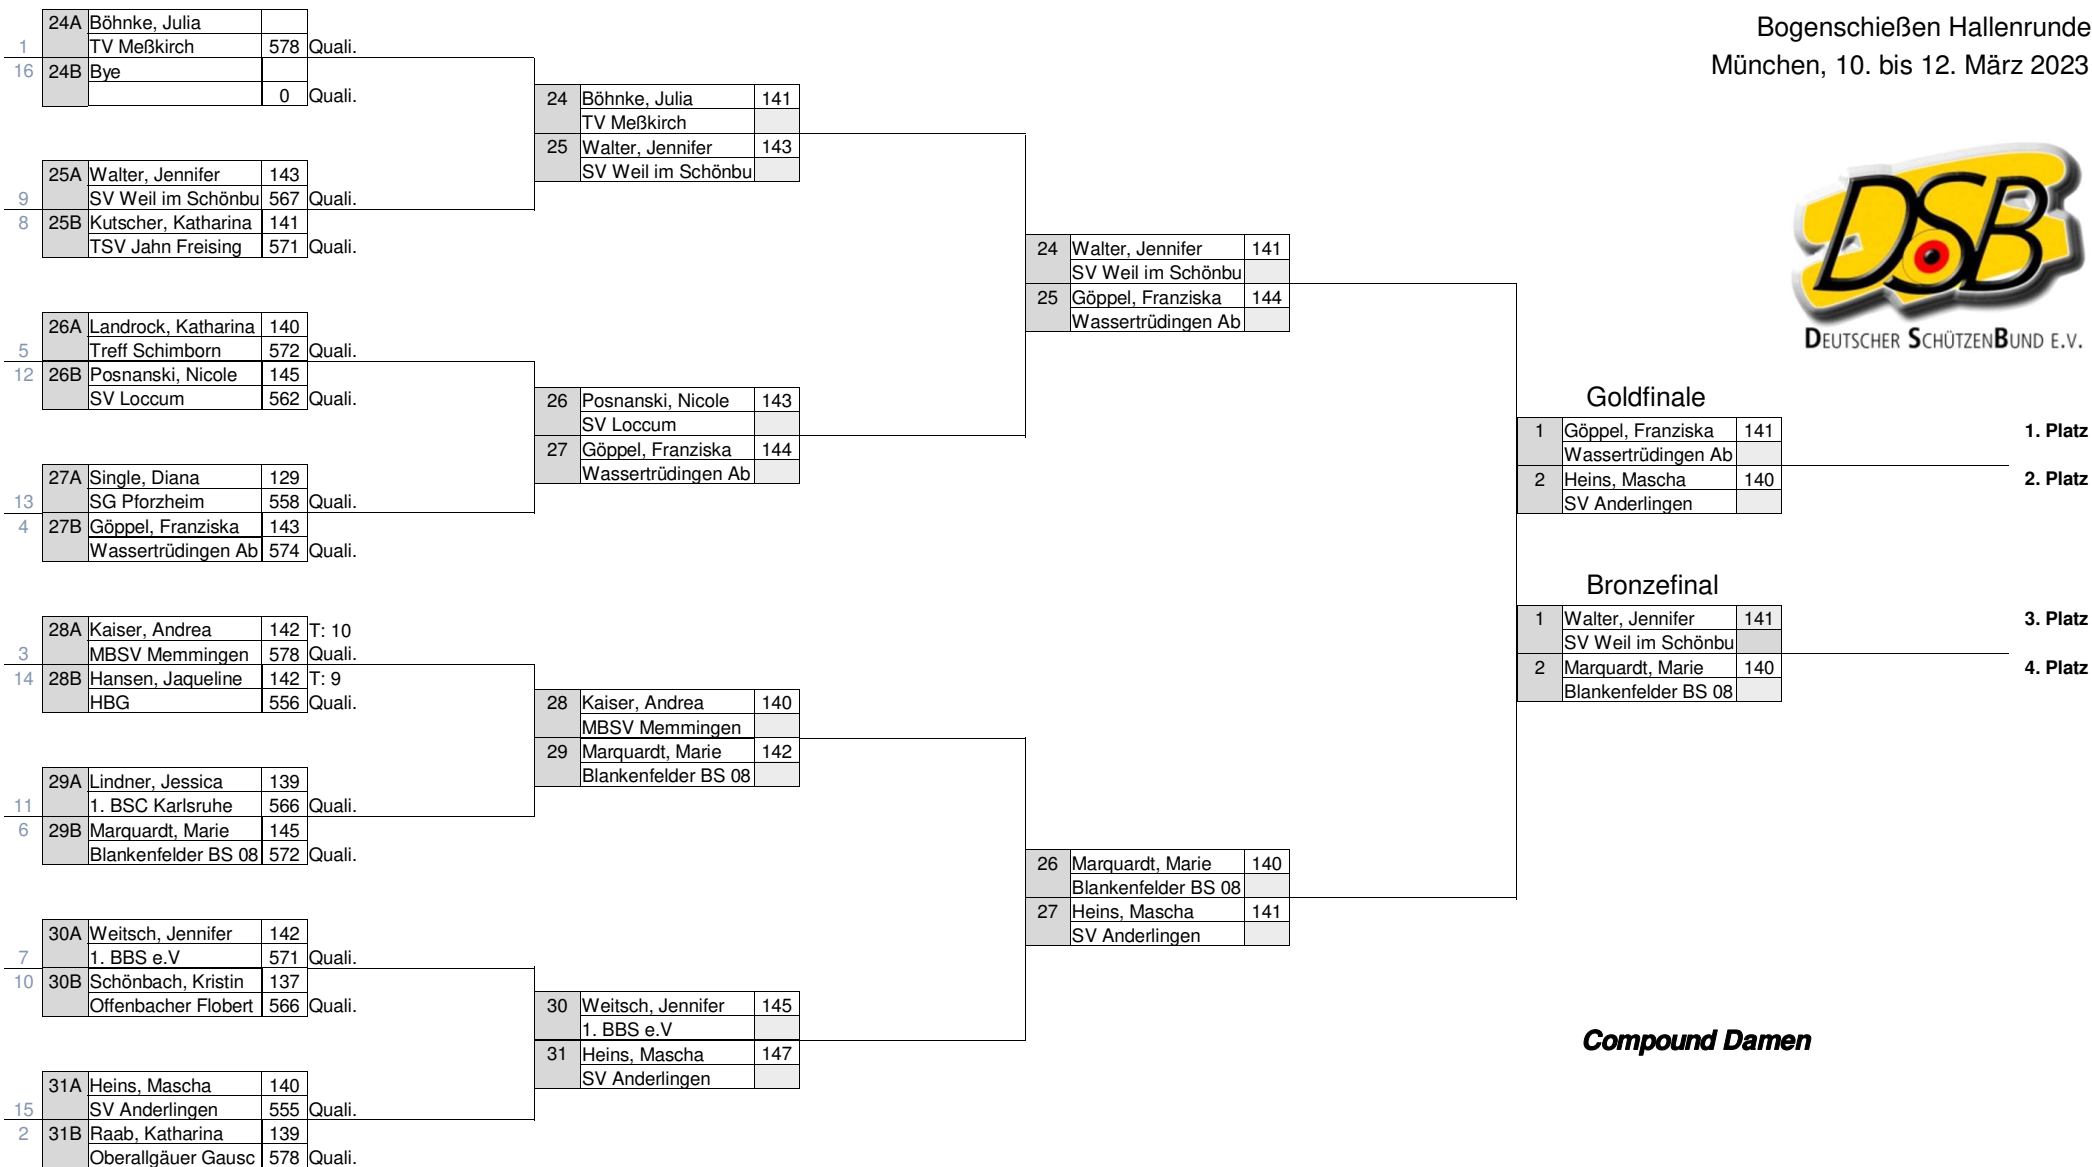 Bogenschießen Hallenrunde
München, 10. bis 12. März 2023
DSB
DEUTSCHER SCHÜTZENBUND E.V.
24A Böhnke, Julia
1 TV Meßkirch 578 Quali.
16 24B Bye
0 Quali.
25A Walter, Jennifer 143
9 SV Weil im Schönbu 567 Quali.
8 25B Kutscher, Katharina 141
TSV Jahn Freising 571 Quali.
26A Landrock, Katharina 140
5 Treff Schimborn 572 Quali.
12 26B Posnanski, Nicole 145
SV Loccum 562 Quali.
27A Single, Diana 129
13 SG Pforzheim 558 Quali.
4 27B Göppel, Franziska 143
Wassertrüdingen Ab 574 Quali.
28A Kaiser, Andrea 142 T: 10
3 MBSV Memmingen 578 Quali.
14 28B Hansen, Jaqueline 142 T: 9
HBG 556 Quali.
29A Lindner, Jessica 139
11 1. BSC Karlsruhe 566 Quali.
6 29B Marquardt, Marie 145
Blankenfelder BS 08 572 Quali.
30A Weitsch, Jennifer 142
7 1. BBS e.V 571 Quali.
10 30B Schönbach, Kristin 137
Offenbacher Flobert 566 Quali.
31A Heins, Mascha 140
15 SV Anderlingen 555 Quali.
2 31B Raab, Katharina 139
Oberallgäuer Gausc 578 Quali.
24 Böhnke, Julia 141
TV Meßkirch
25 Walter, Jennifer 143
SV Weil im Schönbu
26 Posnanski, Nicole 143
SV Loccum
27 Göppel, Franziska 144
Wassertrüdingen Ab
28 Kaiser, Andrea 140
MBSV Memmingen
29 Marquardt, Marie 142
Blankenfelder BS 08
30 Weitsch, Jennifer 145
1. BBS e.V
31 Heins, Mascha 147
SV Anderlingen
24 Walter, Jennifer 141
SV Weil im Schönbu
25 Göppel, Franziska 144
Wassertrüdingen Ab
26 Marquardt, Marie 140
Blankenfelder BS 08
27 Heins, Mascha 141
SV Anderlingen
Goldfinale
1 Göppel, Franziska 141 1. Platz
Wassertrüdingen Ab
2 Heins, Mascha 140 2. Platz
SV Anderlingen
Bronzefinal
1 Walter, Jennifer 141 3. Platz
SV Weil im Schönbu
2 Marquardt, Marie 140 4. Platz
Blankenfelder BS 08
Compound Damen